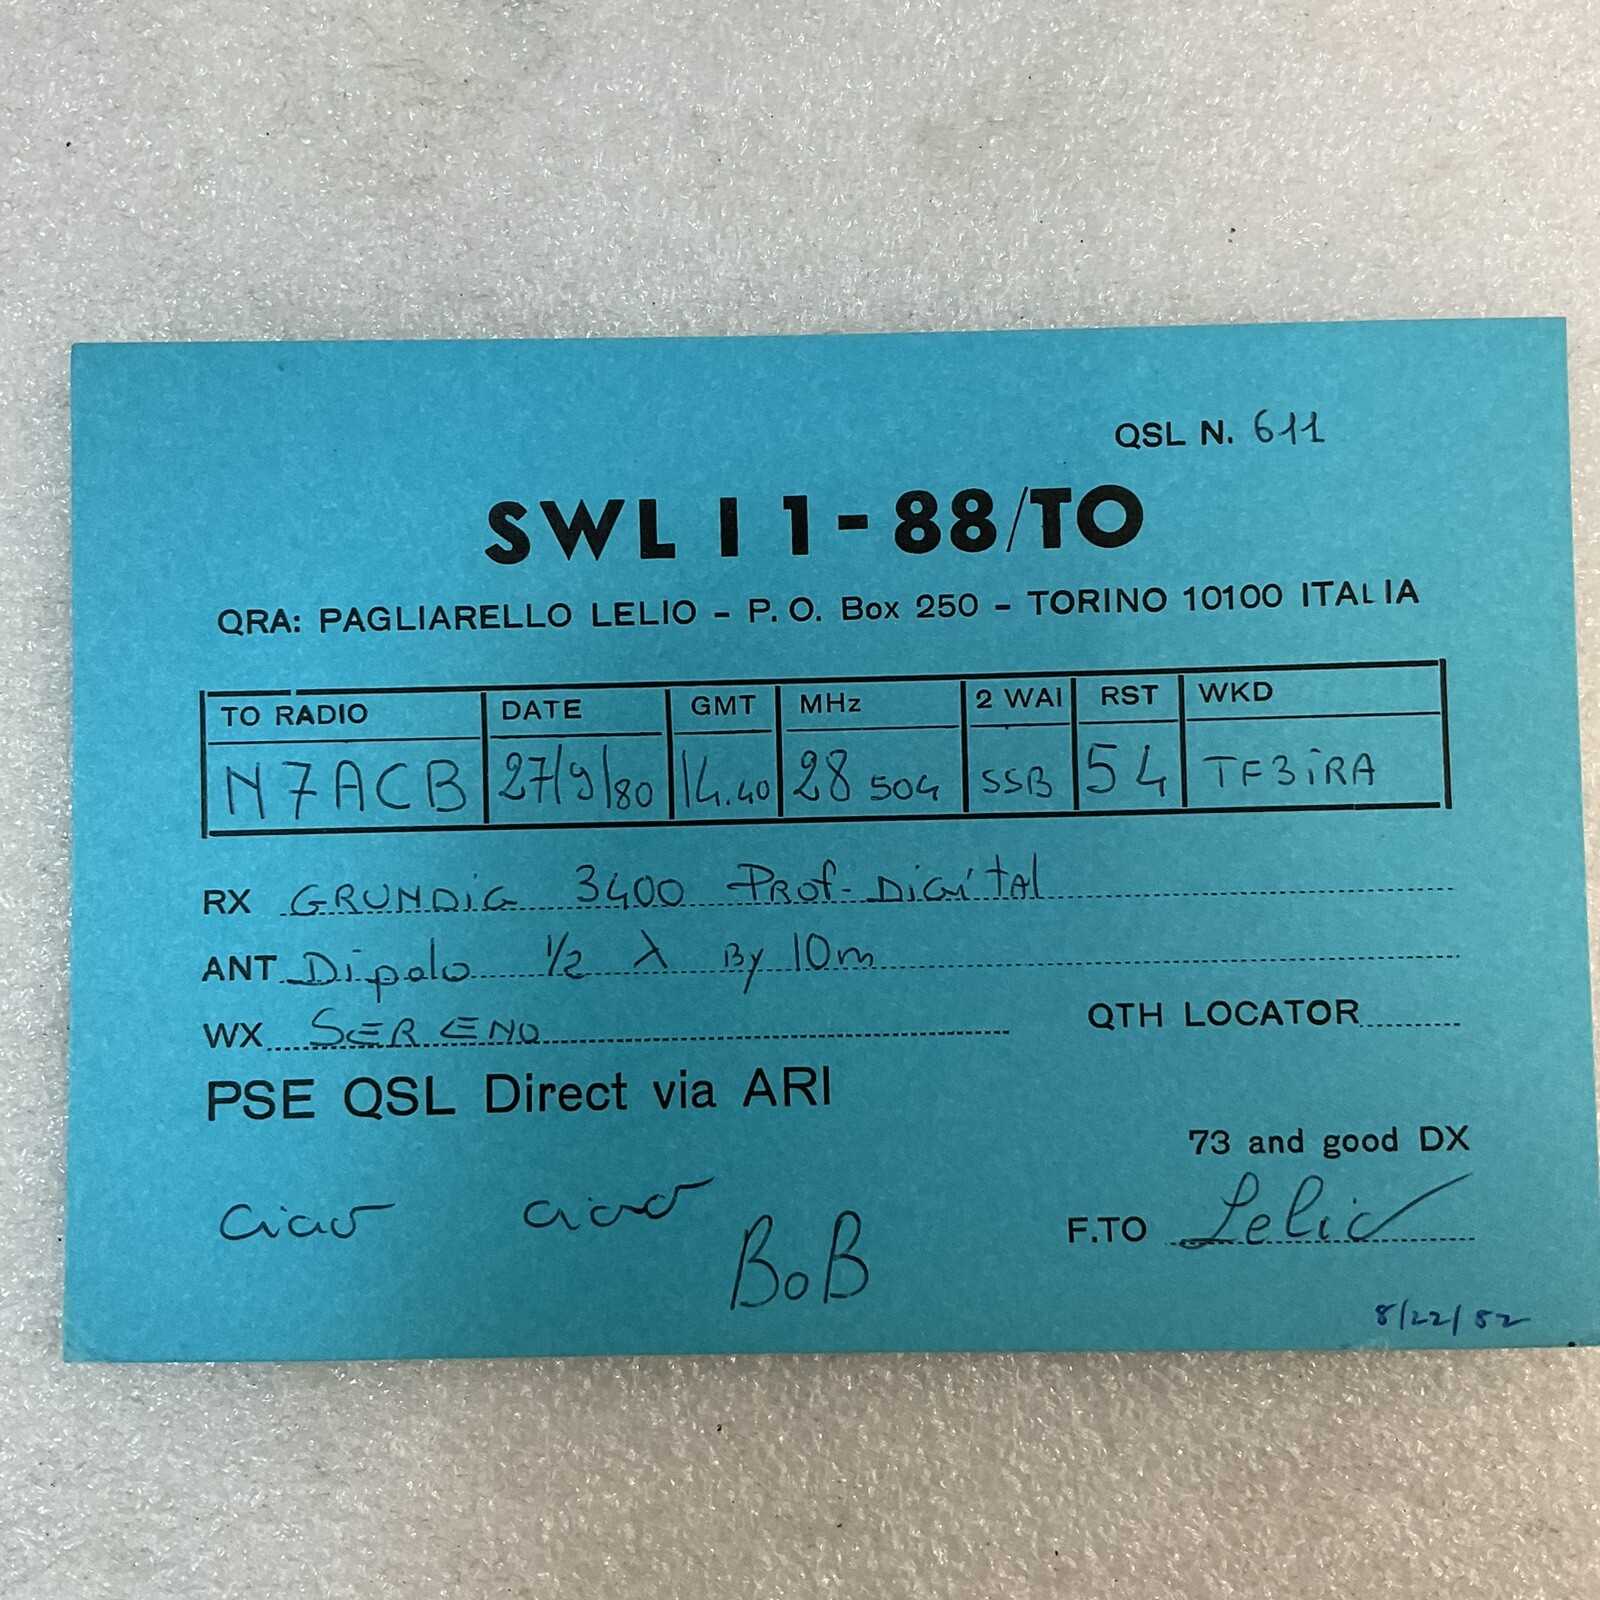 QSL N. 611
SWL I 1-88/TO
QRA: PAGLIARELLO LELIO - P. O. Box 250 - TORINO 10100 ITALIA
TO RADIO DATE GMT MHz 2 WAI RST WKD
N7ACB 27/9/80 14.40 28 504 SSB 54 TF3iRA
RX GRUNDiG 3400 PRof-DiGiTAL
ANT Dipolo 1/2 λ By 10m
WX SERENO QTH LOCATOR
PSE QSL Direct via ARI
73 and good DX
ciao ciao BoB
F.TO Lelio
8/22/82